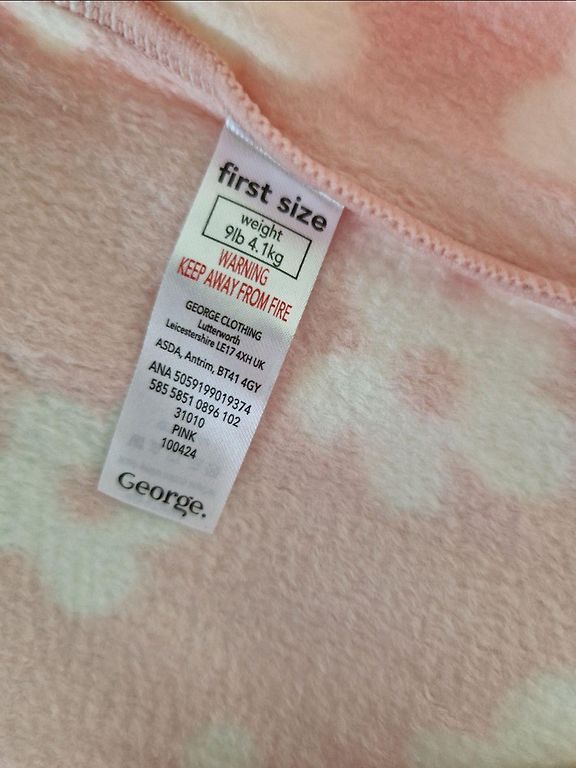 first size
weight
9lb 4.1kg
WARNING
KEEP AWAY FROM FIRE
GEORGE CLOTHING
Lutterworth
Leicestershire LE17 4XH UK
ASDA, Antrim, BT41 4GY
ANA 5059199019374
585 5851 0896 102
31010
PINK
100424
George.